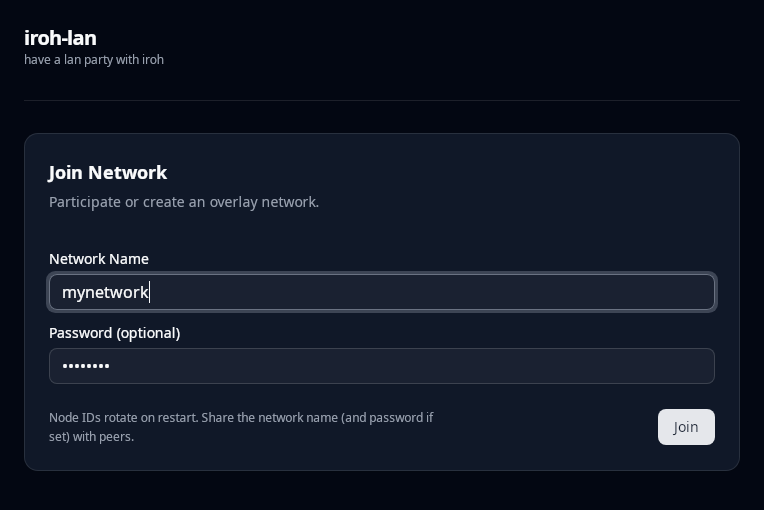 iroh-lan
have a lan party with iroh
Join Network
Participate or create an overlay network.
Network Name
mynetwork
Password (optional)
••••••••
Node IDs rotate on restart. Share the network name (and password if
set) with peers.
Join